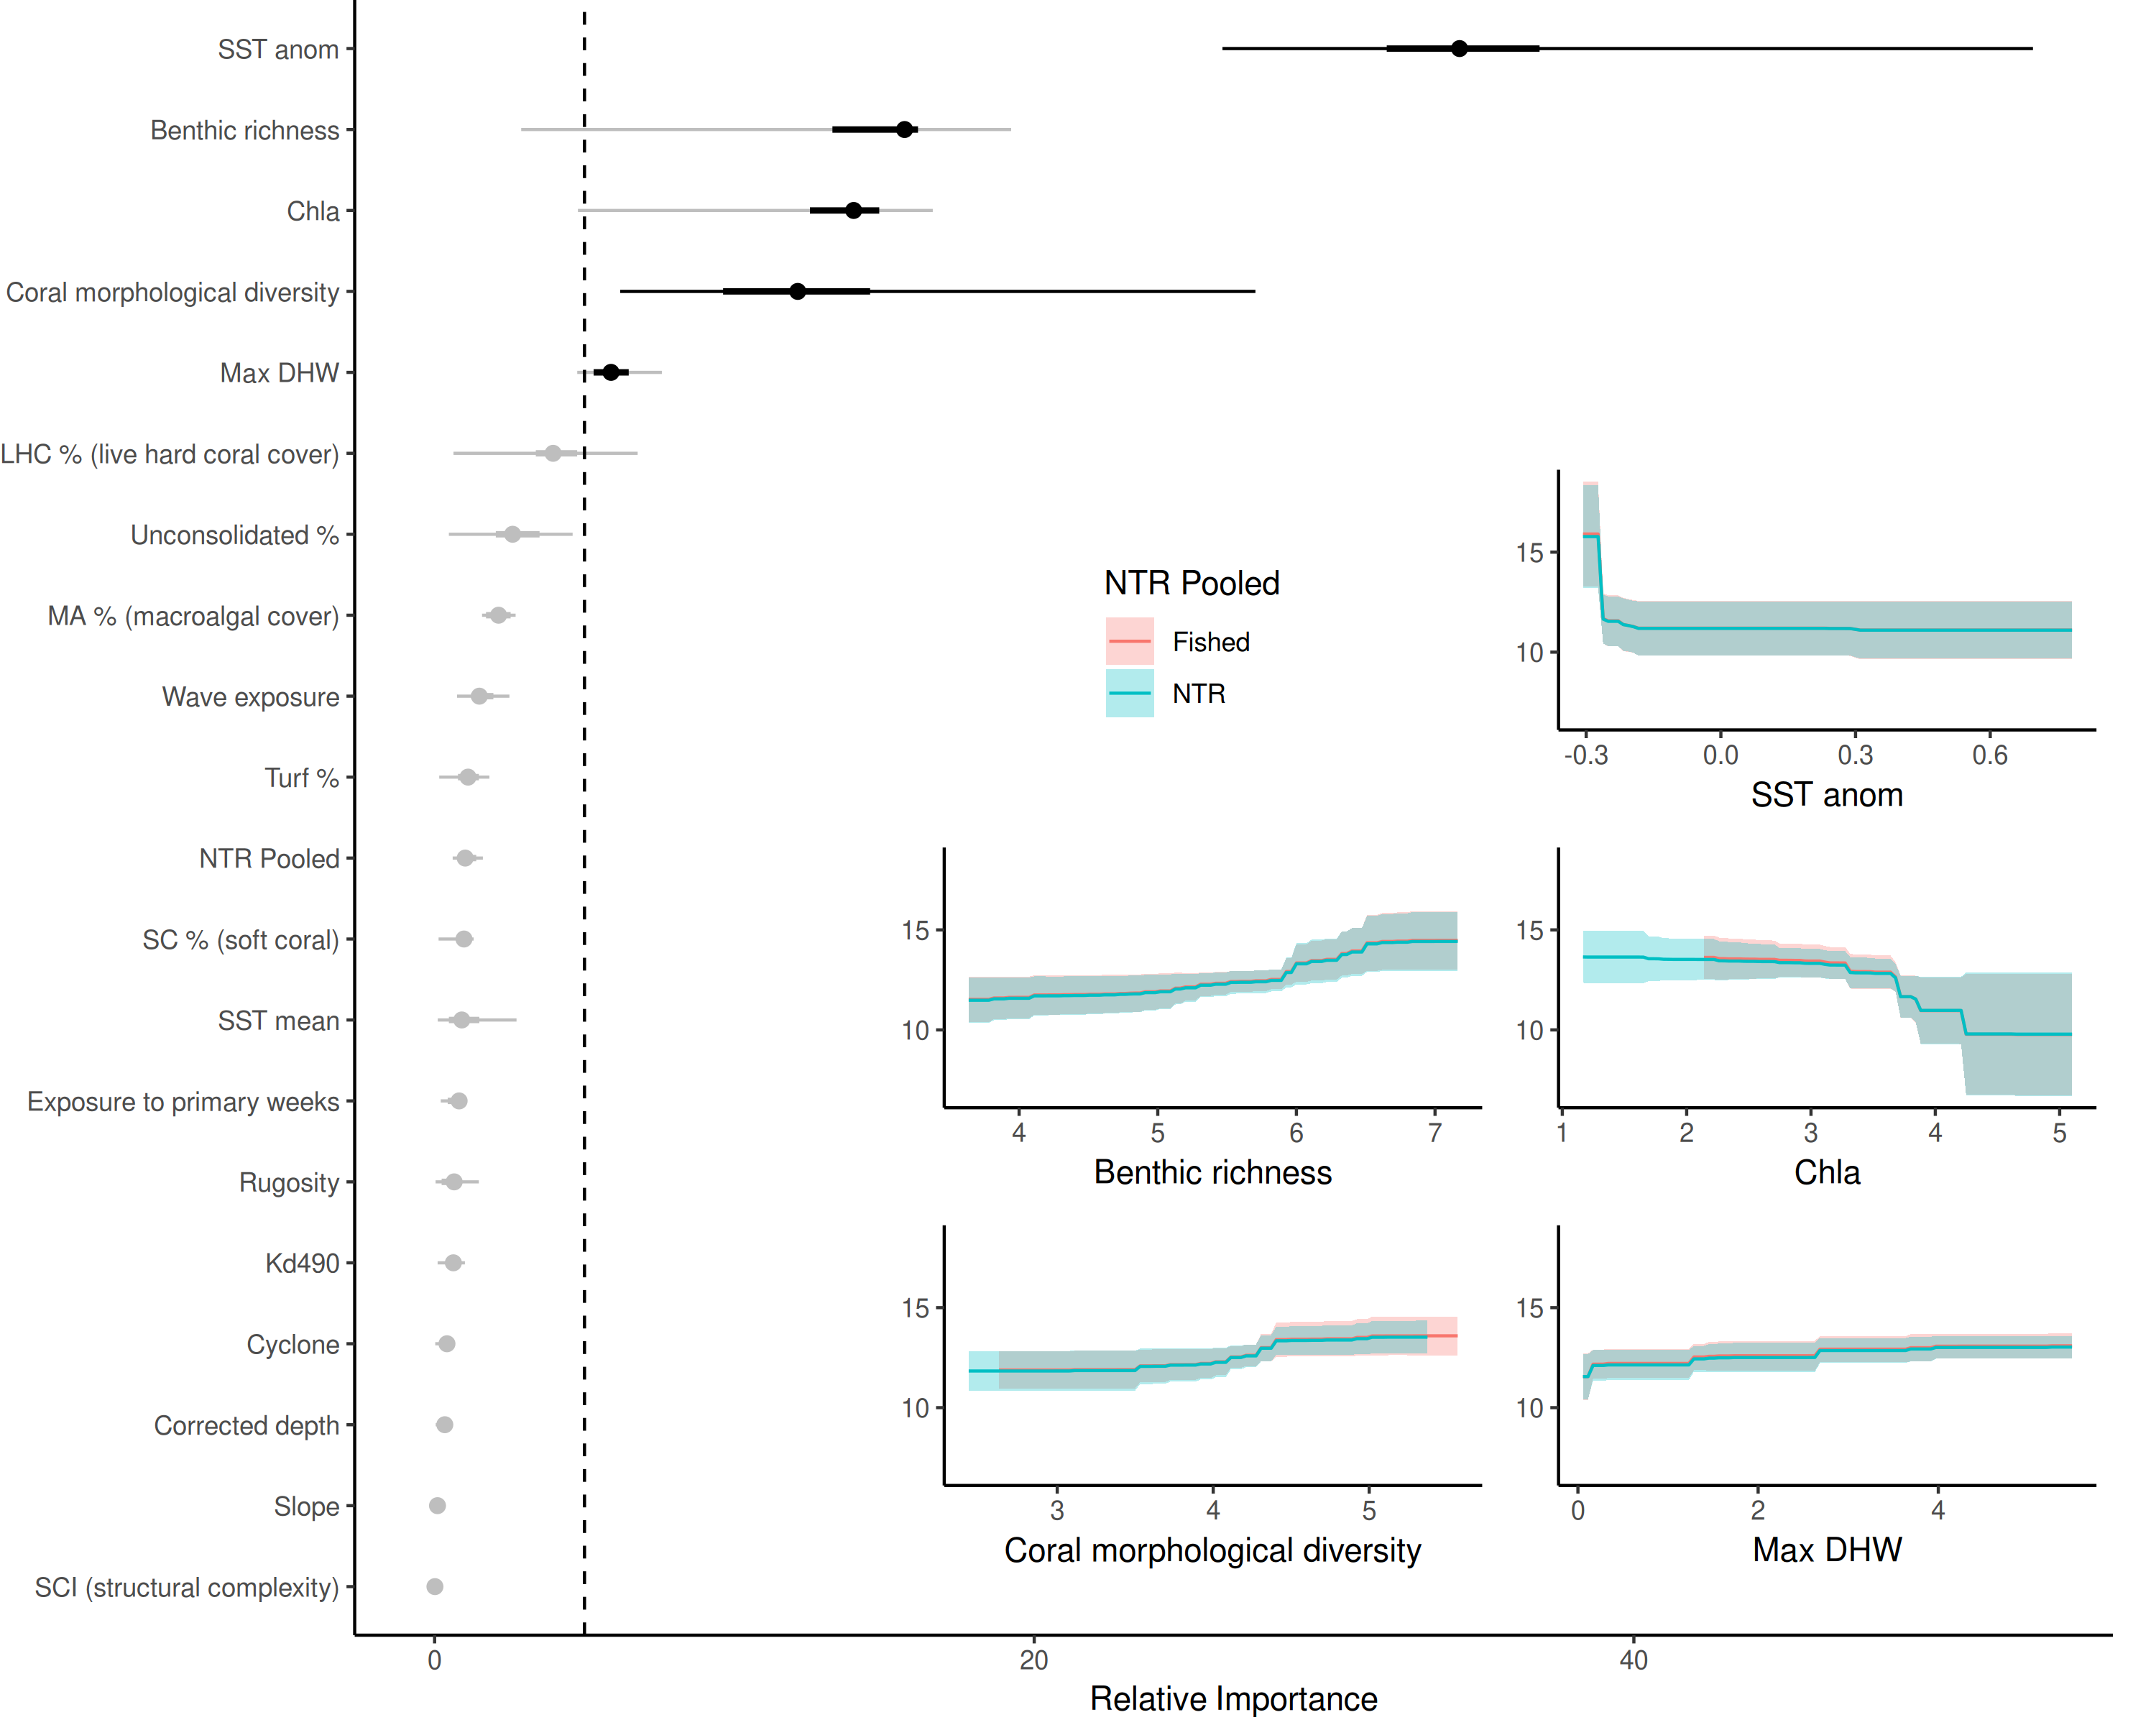 SST anom
Benthic richness
Chla
Coral morphological diversity
Max DHW
LHC % (live hard coral cover)
Unconsolidated %
MA % (macroalgal cover)
Wave exposure
Turf %
NTR Pooled
SC % (soft coral)
SST mean
Exposure to primary weeks
Rugosity
Kd490
Cyclone
Corrected depth
Slope
SCI (structural complexity)
0 20 40
Relative Importance
NTR Pooled
Fished
NTR
15
10
-0.3 0.0 0.3 0.6
SST anom
15
10
4 5 6 7
Benthic richness
15
10
1 2 3 4 5
Chla
15
10
3 4 5
Coral morphological diversity
15
10
0 2 4
Max DHW